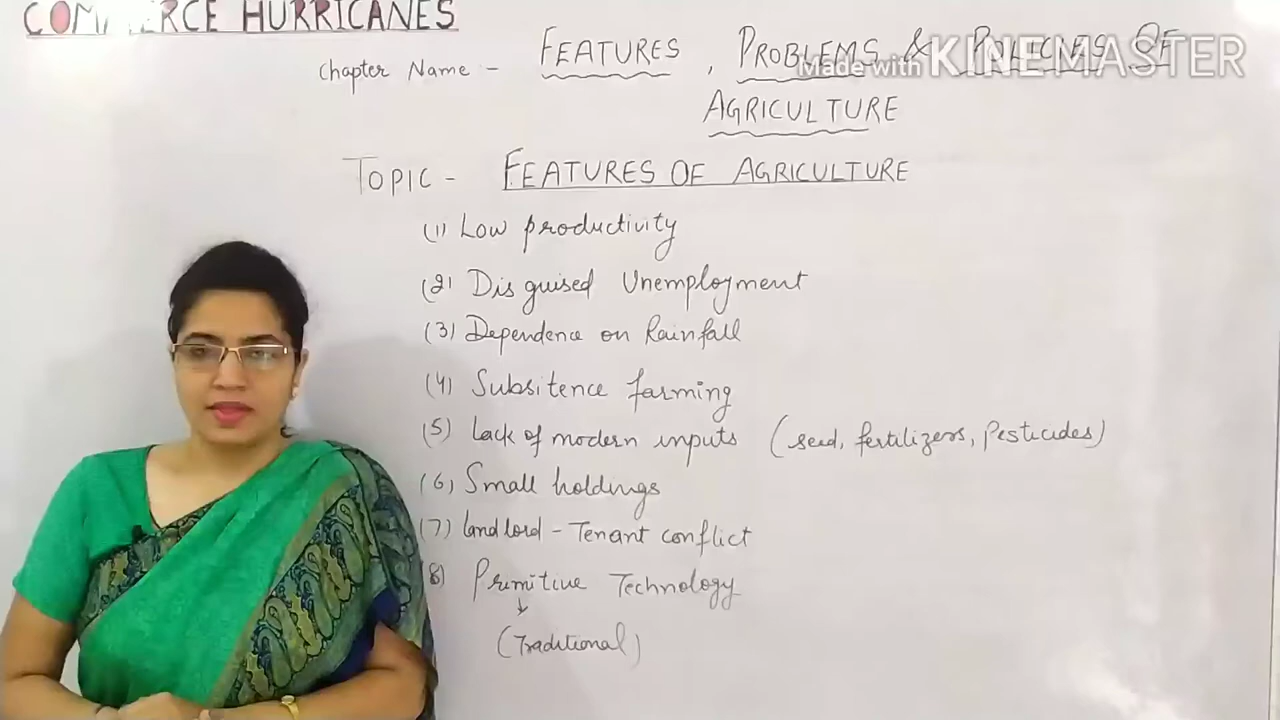 COMMERCE HURRICANES
Chapter Name - FEATURES, PROBLEMS & POLICIES OF
Made with KINEMASTER
AGRICULTURE
TOPIC - FEATURES OF AGRICULTURE
(1) Low productivity
(2) Disguised Unemployment
(3) Dependence on Rainfall
(4) Subsitence farming
(5) Lack of modern inputs (seed, fertilizers, Pesticides)
(6) Small holdings
(7) landlord - Tenant conflict
(8) Primitive Technology
(Traditional)